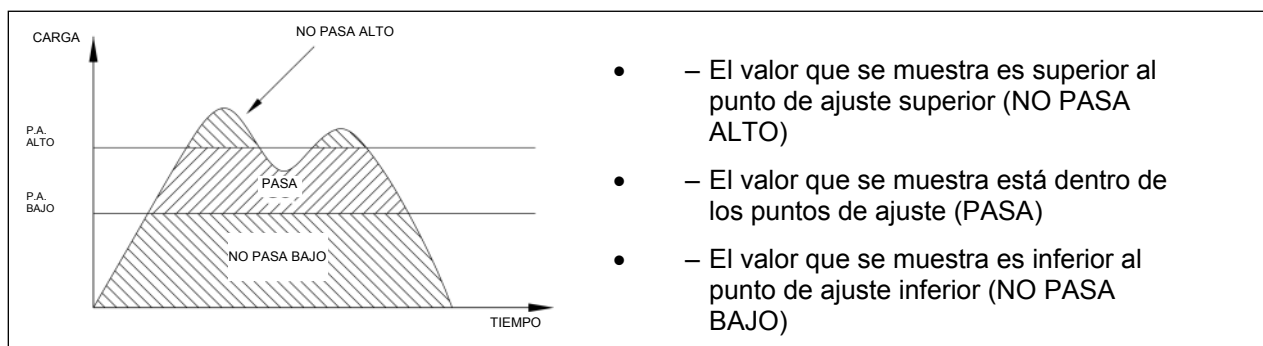 CARGA
NO PASA ALTO
P.A.
ALTO
PASA
P.A.
BAJO
NO PASA BAJO
TIEMPO
• – El valor que se muestra es superior al
punto de ajuste superior (NO PASA
ALTO)
• – El valor que se muestra está dentro de
los puntos de ajuste (PASA)
• – El valor que se muestra es inferior al
punto de ajuste inferior (NO PASA
BAJO)